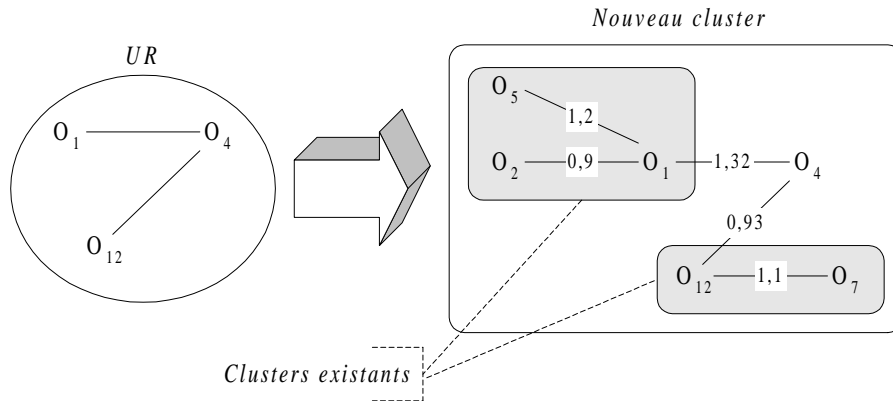 Nouveau cluster
UR
O5
1,2
O1
O4
O2
0,9
O1
1,32
O4
0,93
O12
O12
1,1
O7
Clusters existants